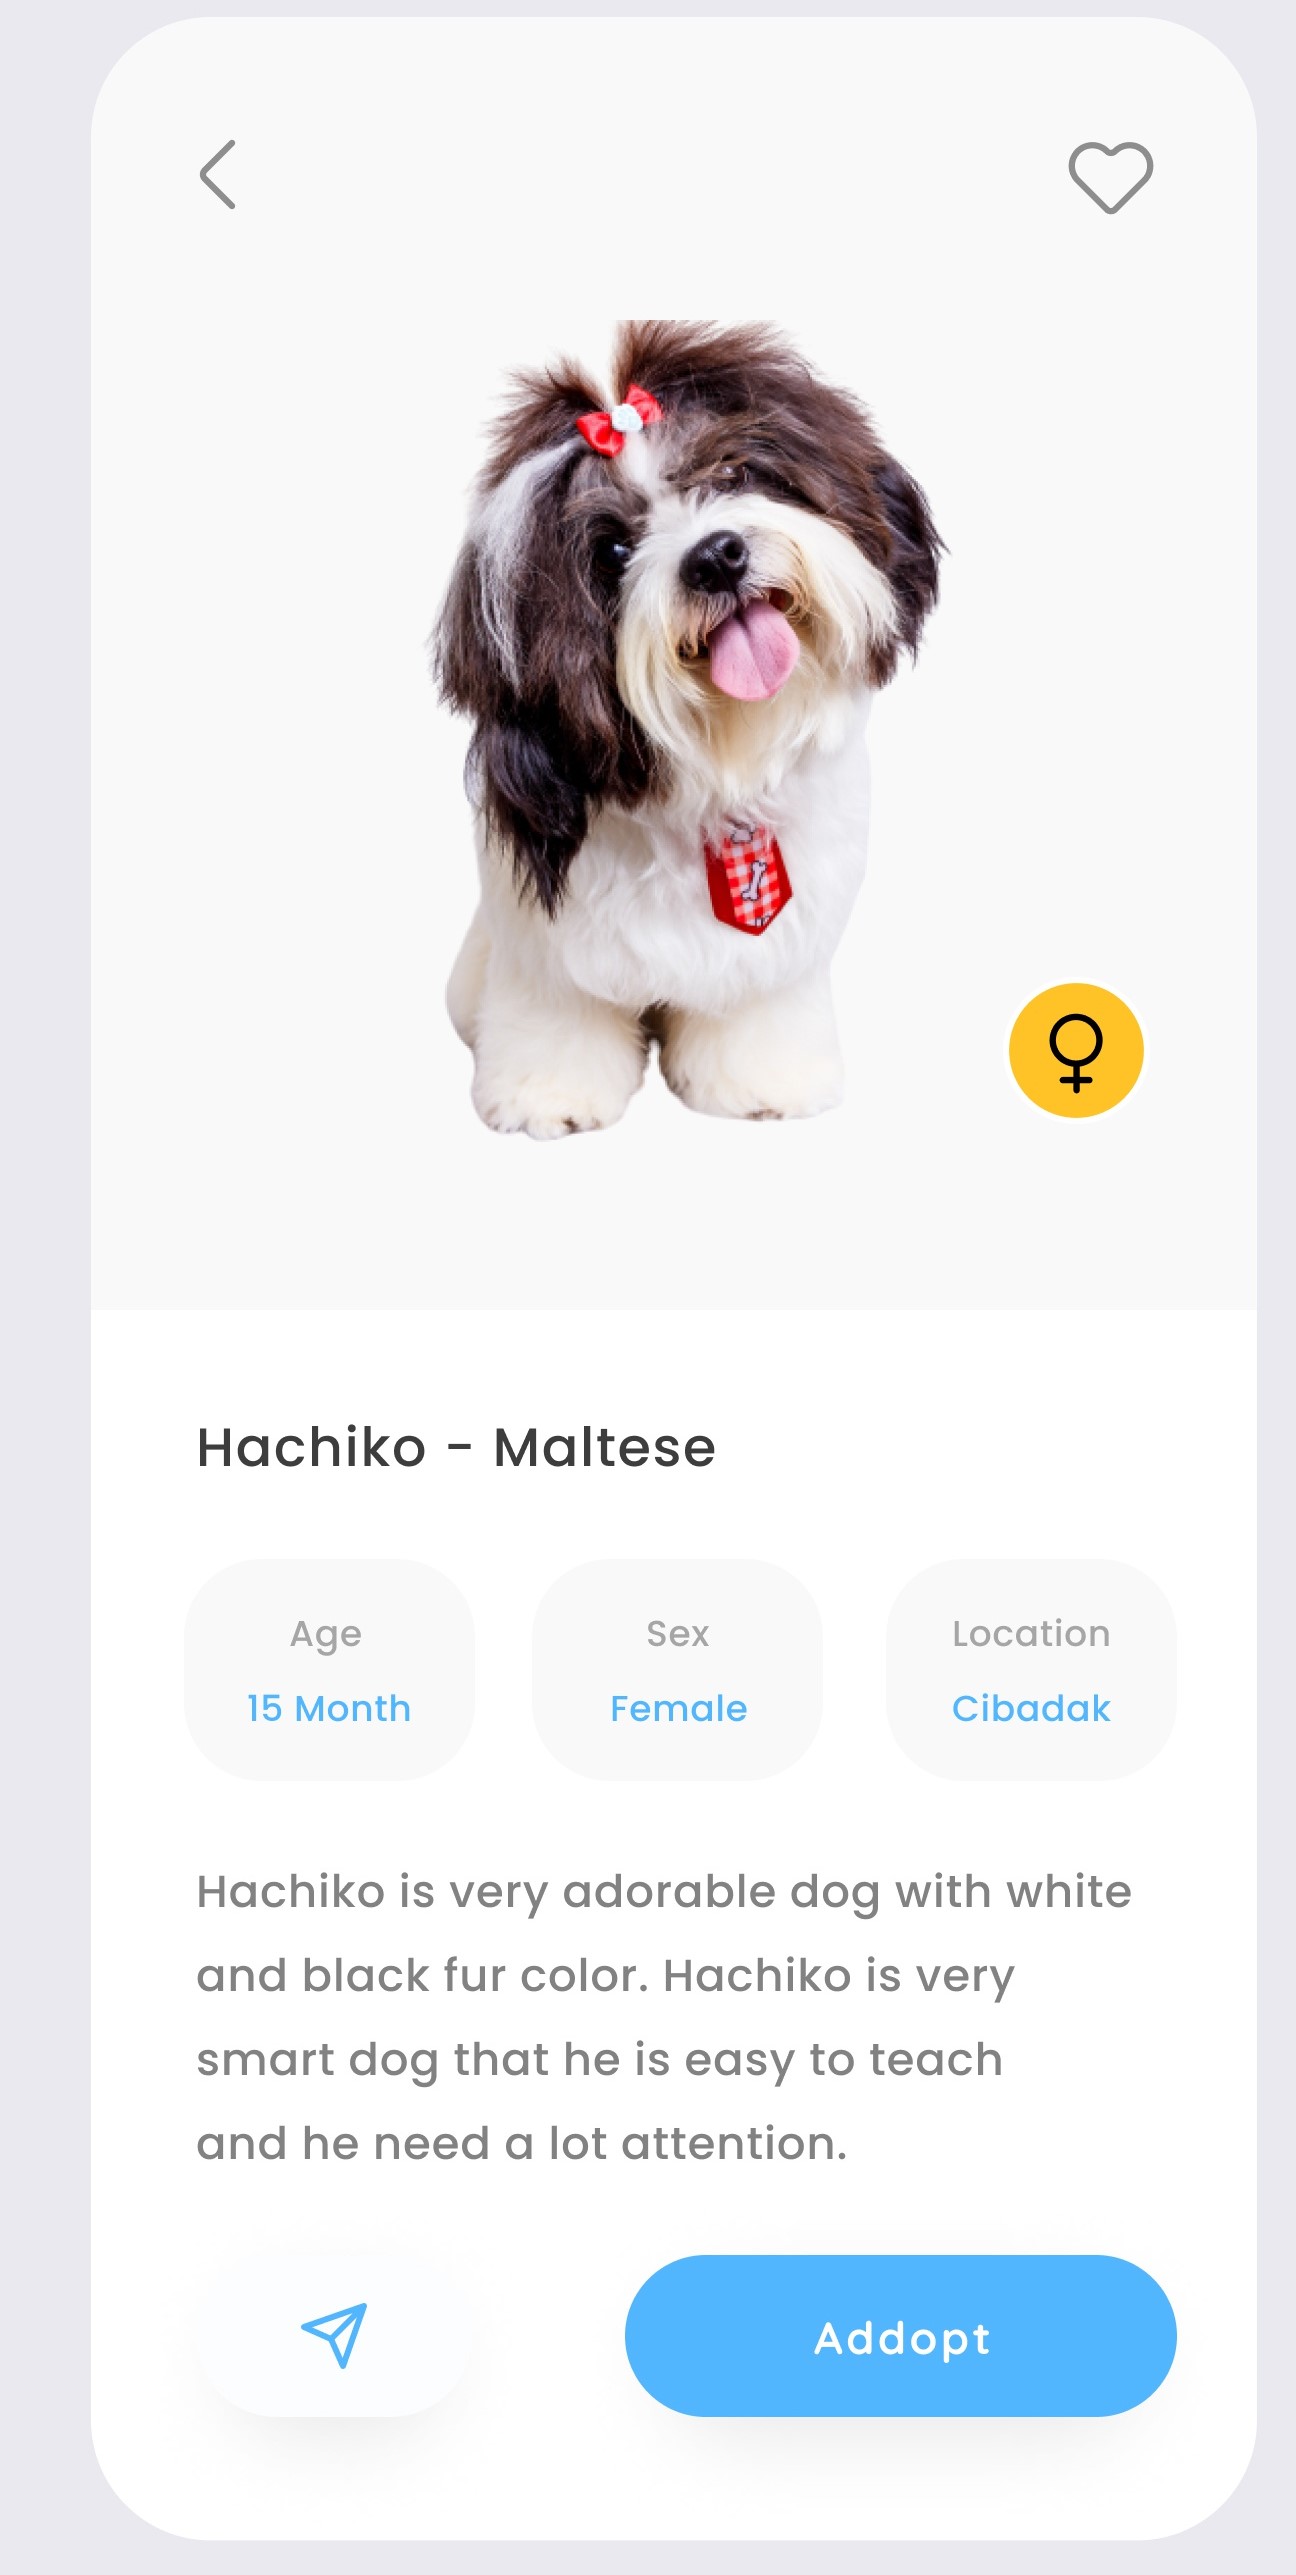 Hachiko - Maltese
Age
Sex
Location
15 Month
Female
Cibadak
Hachiko is very adorable dog with white
and black fur color. Hachiko is very
smart dog that he is easy to teach
and he need a lot attention.
Addopt